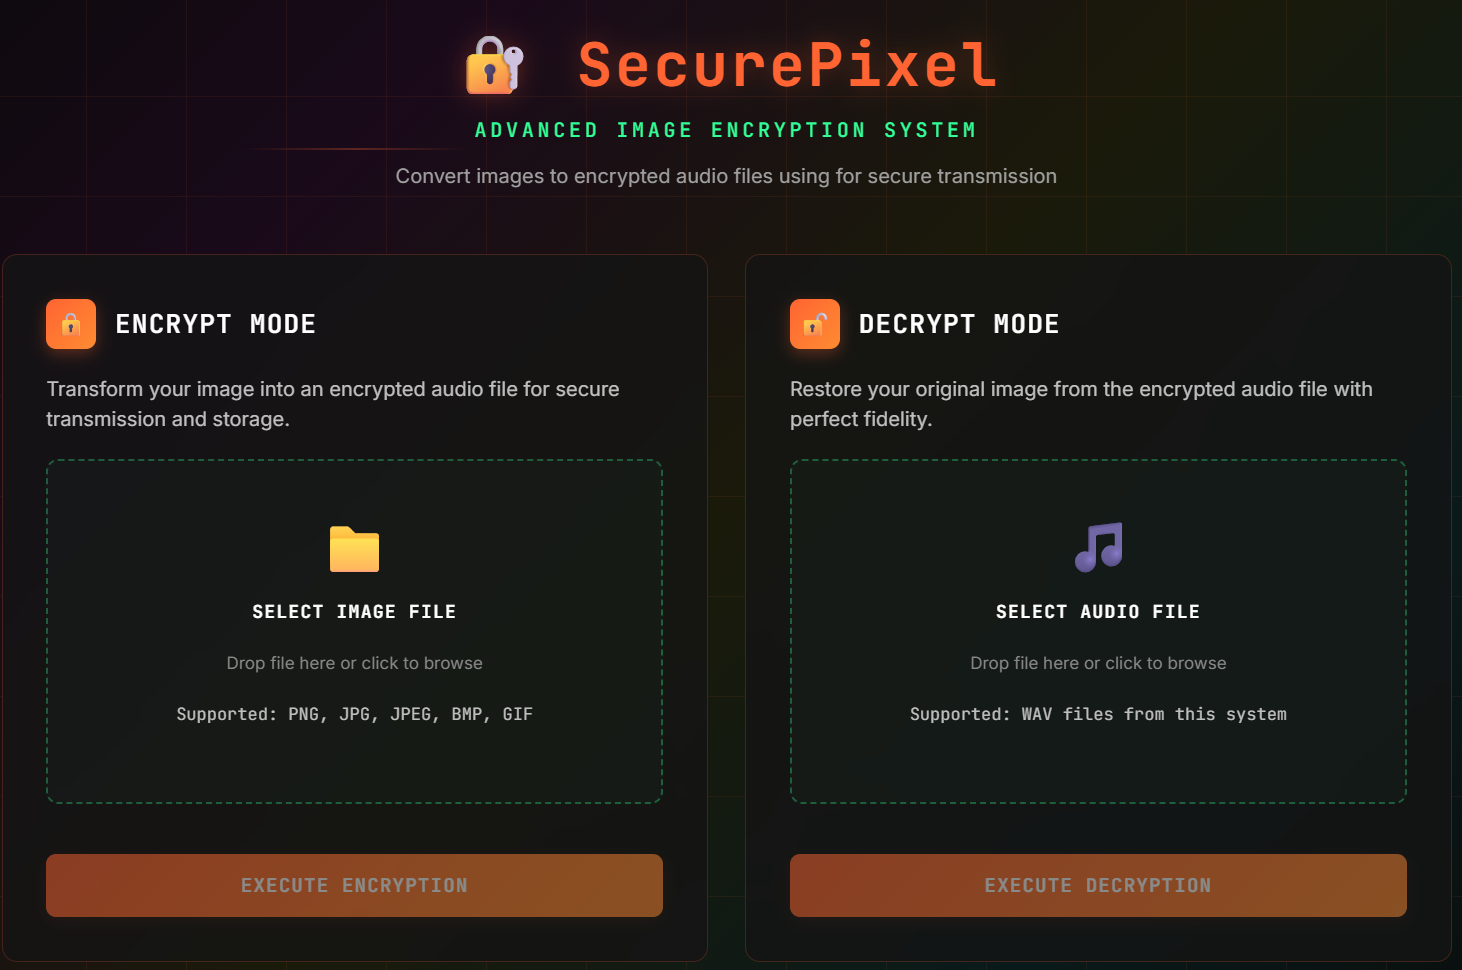 SecurePixel
ADVANCED IMAGE ENCRYPTION SYSTEM
Convert images to encrypted audio files using for secure transmission
ENCRYPT MODE
Transform your image into an encrypted audio file for secure
transmission and storage.
SELECT IMAGE FILE
Drop file here or click to browse
Supported: PNG, JPG, JPEG, BMP, GIF
EXECUTE ENCRYPTION
DECRYPT MODE
Restore your original image from the encrypted audio file with
perfect fidelity.
SELECT AUDIO FILE
Drop file here or click to browse
Supported: WAV files from this system
EXECUTE DECRYPTION